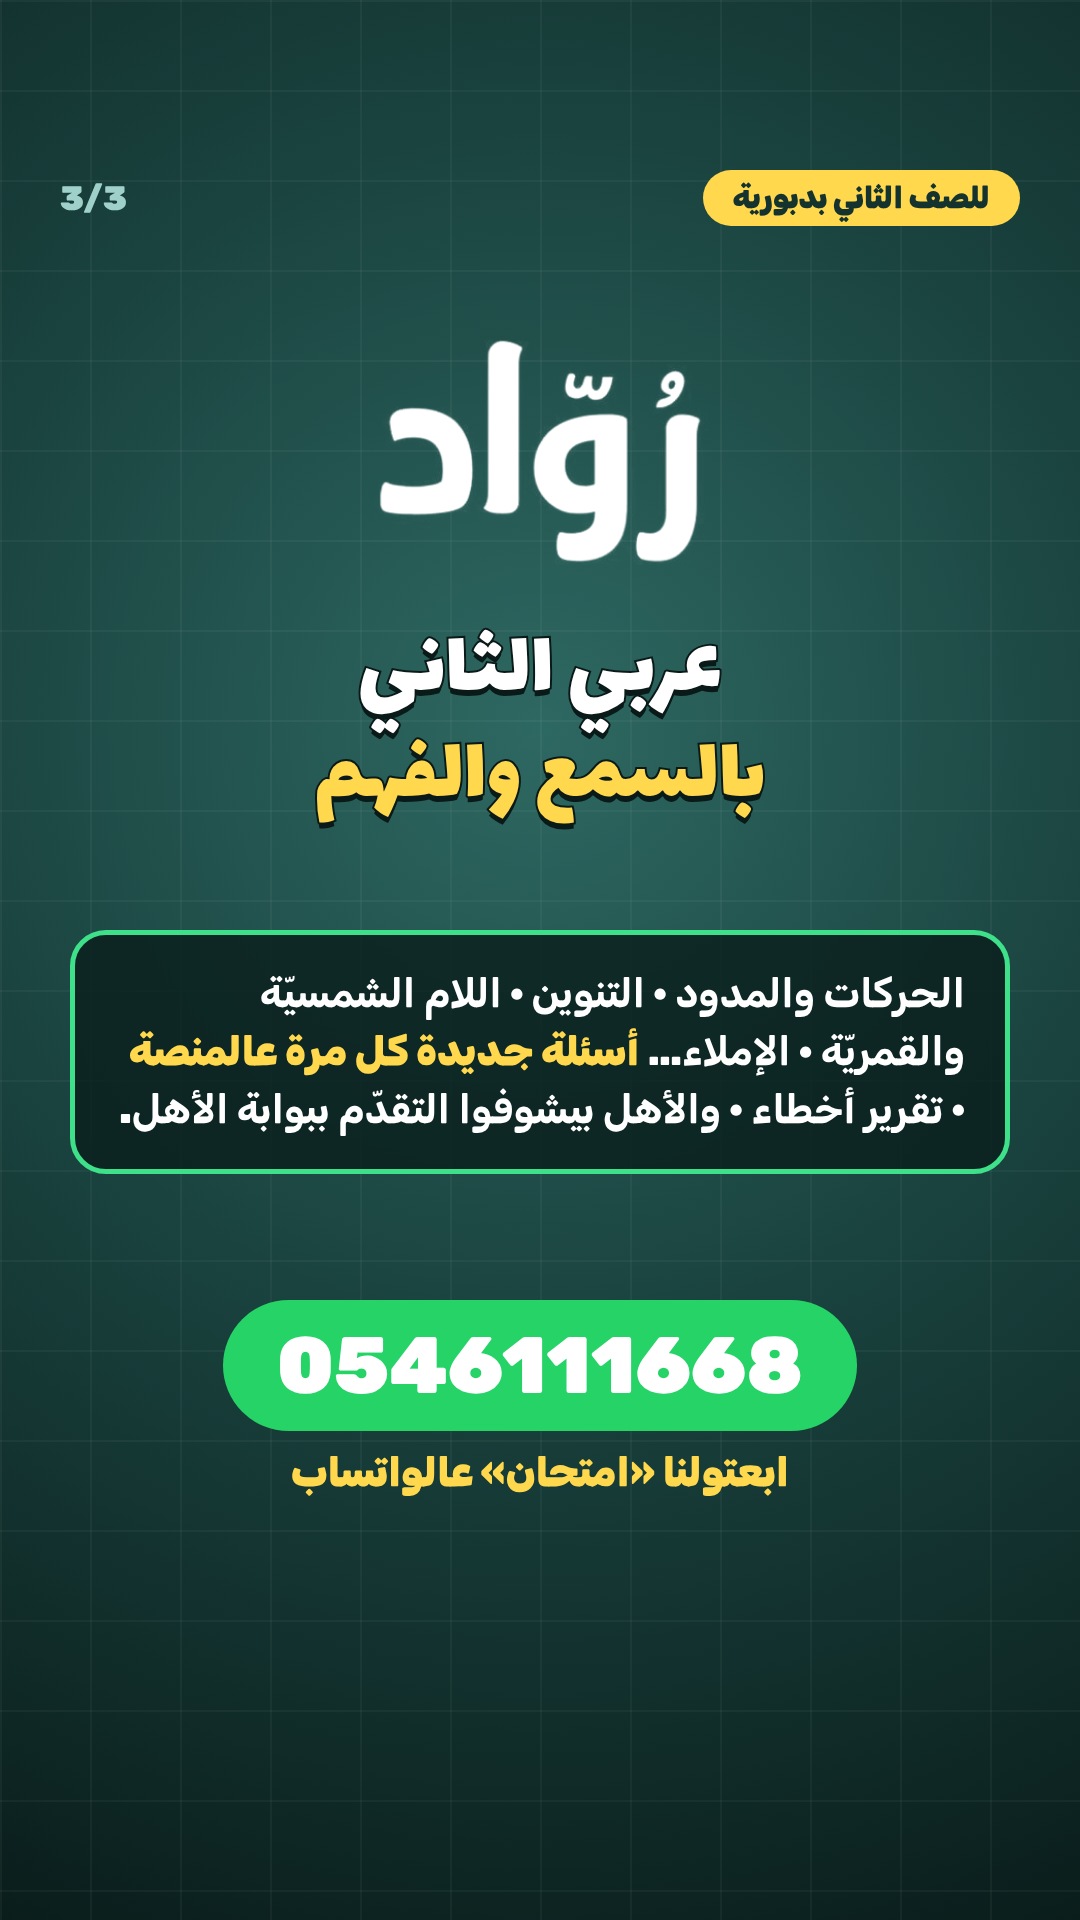 للصف الثاني بدبورية
3/3
رُوّاد
عربي الثاني
بالسمع والفهم
الحركات والمدود • التنوين • اللام الشمسيّة
والقمريّة • الإملاء... أسئلة جديدة كل مرة عالمنصة
• تقرير أخطاء • والأهل بيشوفوا التقدّم ببوابة الأهل.
0546111668
ابعتولنا «امتحان» عالواتساب